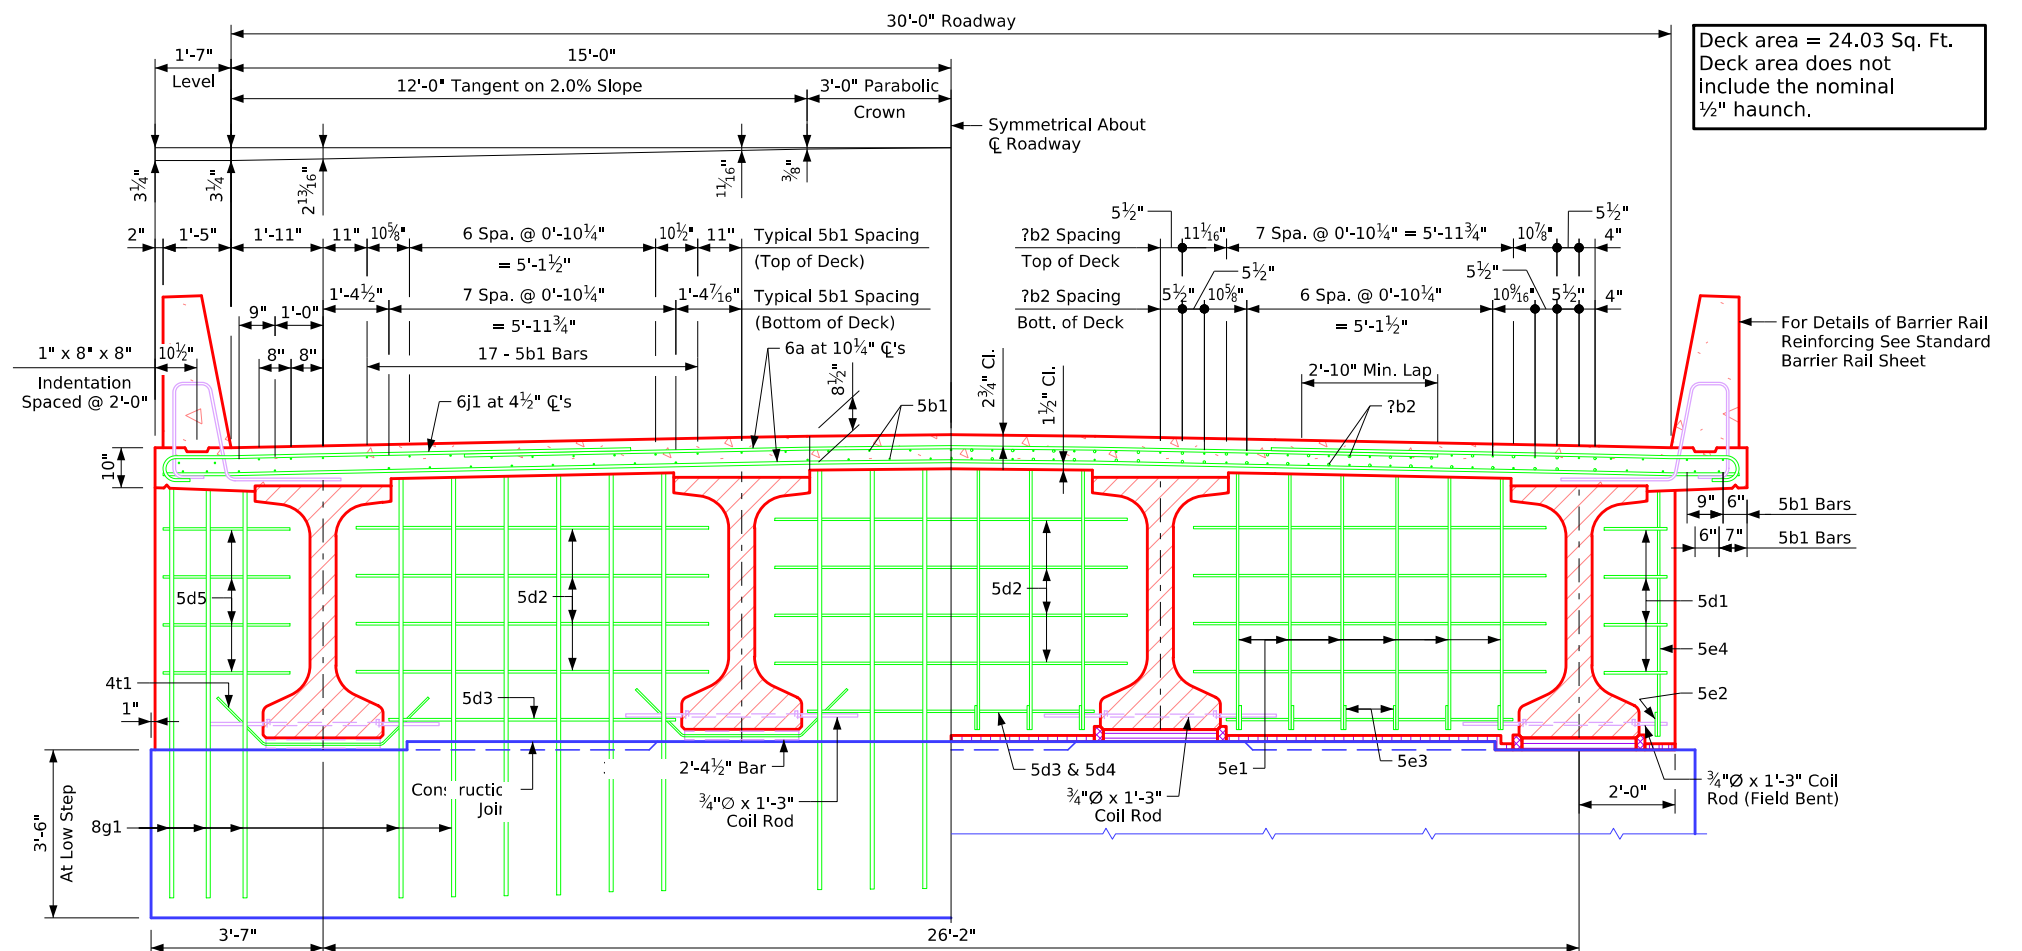 30'-0" Roadway
1'-7"
Level
15'-0"
12'-0" Tangent on 2.0% Slope
3'-0" Parabolic
Crown
Deck area = 24.03 Sq. Ft.
Deck area does not
include the nominal
½" haunch.
Symmetrical About
℄ Roadway
3¼"
3¼"
2 13⁄16"
11⁄16"
3⁄8"
2"
1'-5"
1'-11"
11"
10⅝"
6 Spa. @ 0'-10¼"
= 5'-1½"
10½"
11"
Typical 5b1 Spacing
(Top of Deck)
?b2 Spacing
Top of Deck
5½"
11 1⁄16"
7 Spa. @ 0'-10¼" = 5'-11¾"
10⅞"
5½"
4"
9"
1'-0"
1'-4½"
7 Spa. @ 0'-10¼"
= 5'-11¾"
1'-4 7⁄16"
Typical 5b1 Spacing
(Bottom of Deck)
?b2 Spacing
Bott. of Deck
5½"
10⅝"
5½"
6 Spa. @ 0'-10¼"
= 5'-1½"
10 9⁄16"
5½"
5½"
4"
1" x 8" x 8"
Indentation
Spaced @ 2'-0"
10½"
8"
8"
17 - 5b1 Bars
6a at 10¼" ℄'s
6j1 at 4½" ℄'s
8½"
5b1
2¾" Cl.
1½" Cl.
2'-10" Min. Lap
?b2
For Details of Barrier Rail
Reinforcing See Standard
Barrier Rail Sheet
10"
9"
6"
5b1 Bars
6"
7"
5b1 Bars
5d5
5d2
5d2
5d1
5e4
5e2
4t1
1"
5d3
2'-4½" Bar
Constructic
Joir
¾"∅ x 1'-3"
Coil Rod
5d3 & 5d4
¾"Ø x 1'-3"
Coil Rod
5e1
5e3
¾"Ø x 1'-3" Coil
Rod (Field Bent)
2'-0"
3'-6"
At Low Step
8g1
3'-7"
26'-2"